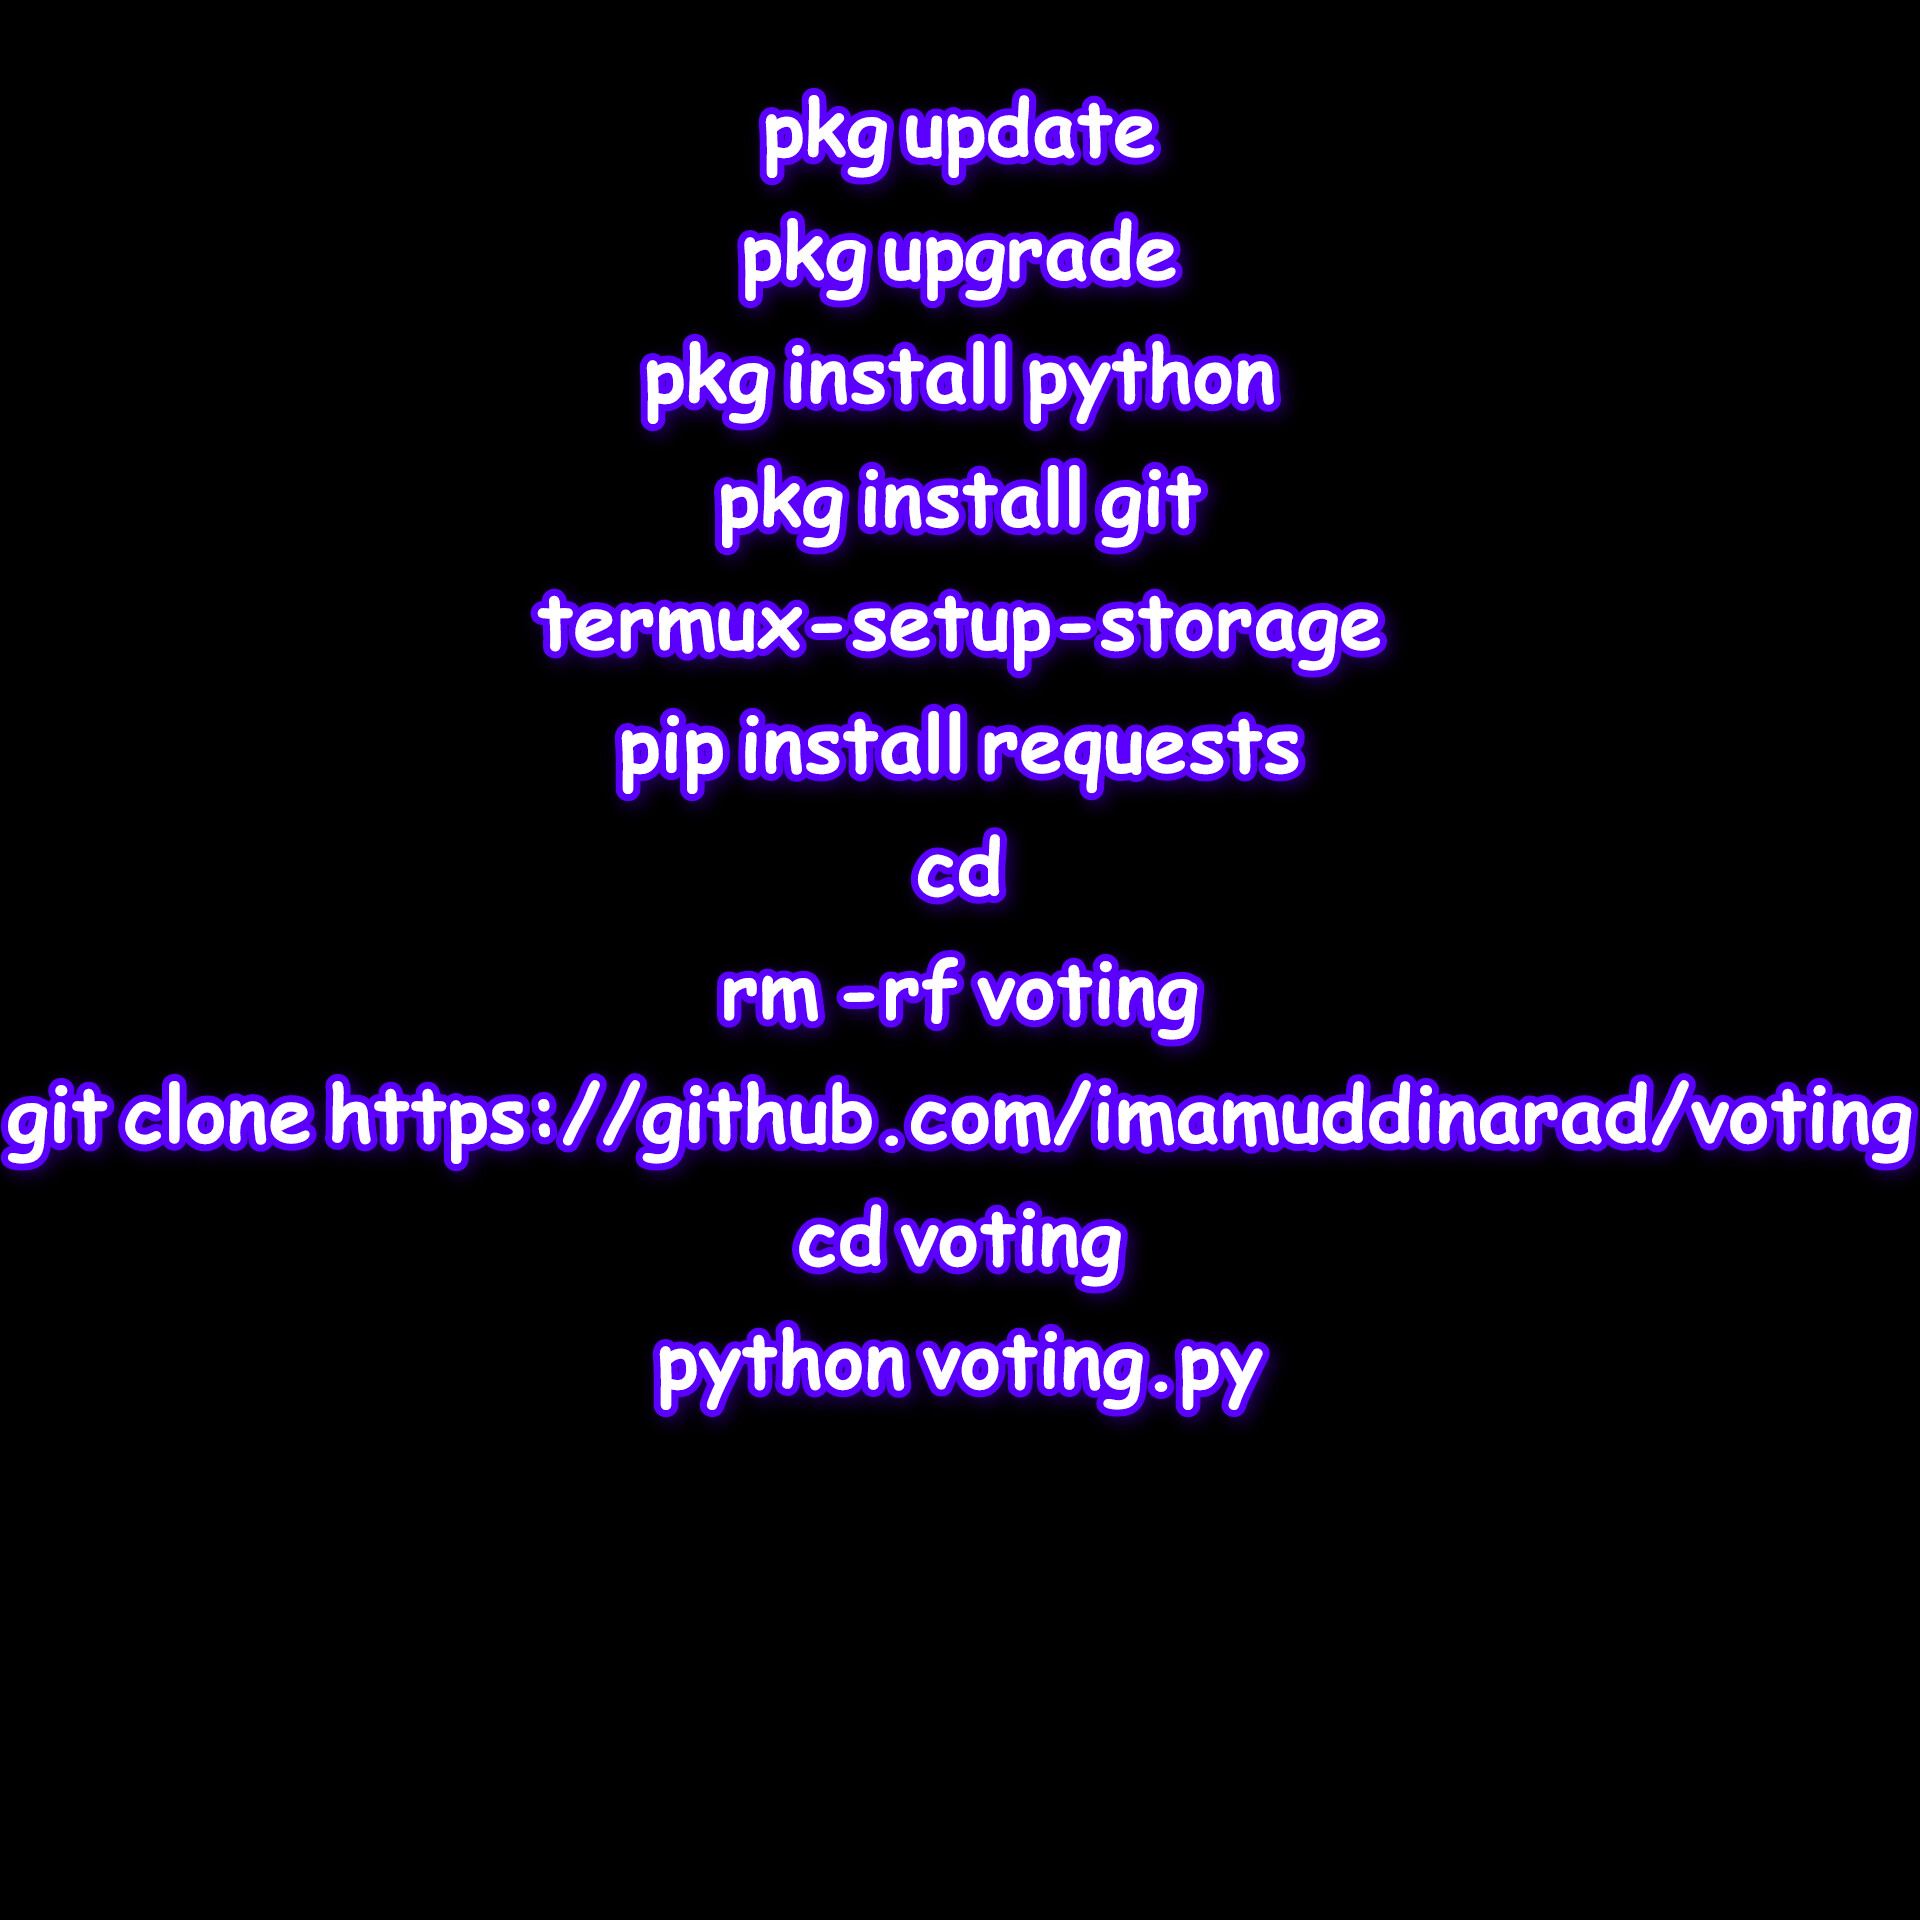 pkg update
pkg upgrade
pkg install python
pkg install git
termux-setup-storage
pip install requests
cd
rm -rf voting
git clone https://github.com/imamuddinarad/voting
cd voting
python voting.py